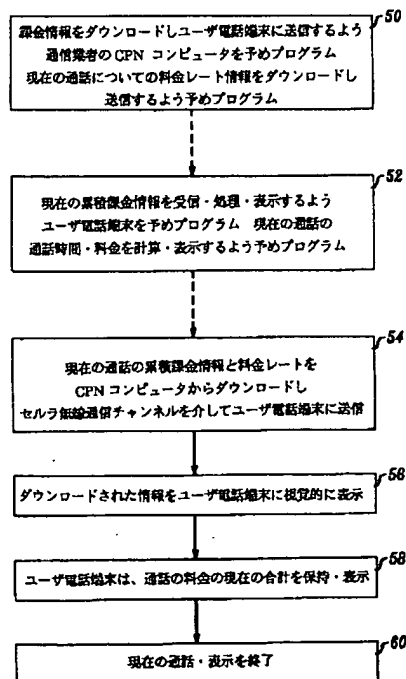 50
課金情報をダウンロードしユーザ電話端末に送信するよう
通信業者のCPN コンピュータを予めプログラム
現在の通話についての料金レート情報をダウンロードし
送信するよう予めプログラム
52
現在の累積課金情報を受信・処理・表示するよう
ユーザ電話端末を予めプログラム 現在の通話の
通話時間・料金を計算・表示するよう予めプログラム
54
現在の通話の累積課金情報と料金レートを
CPN コンピュータからダウンロードし
セルラ無線通信チャンネルを介してユーザ電話端末に送信
56
ダウンロードされた情報をユーザ電話端末に視覚的に表示
58
ユーザ電話端末は、通話の料金の現在の合計を保持・表示
60
現在の通話・表示を終了